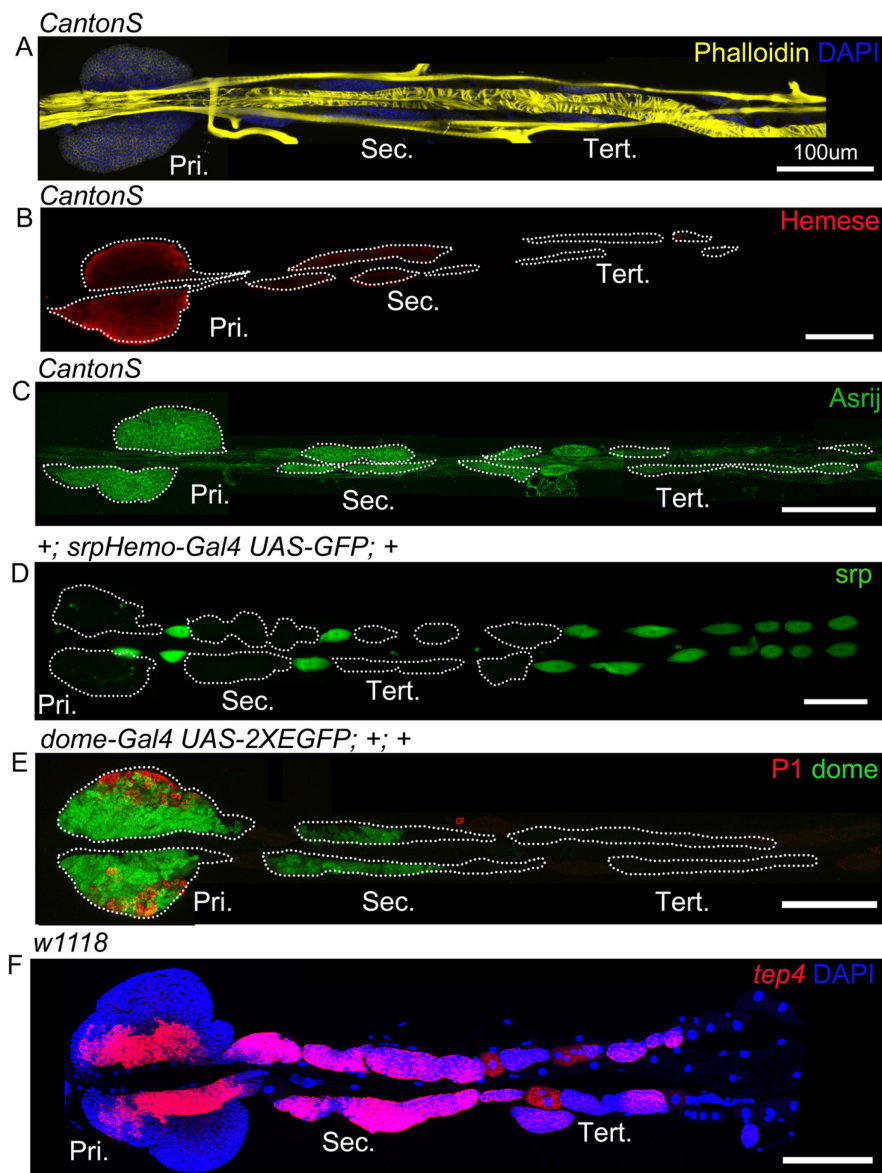 CantonS
A Phalloidin DAPI
Pri. Sec. Tert. 100um
CantonS
B Hemese
Pri. Sec. Tert.
CantonS
C Asrij
Pri. Sec. Tert.
+; srpHemo-Gal4 UAS-GFP; +
D srp
Pri. Sec. Tert.
dome-Gal4 UAS-2XEGFP; +; +
E P1 dome
Pri. Sec. Tert.
w1118
F tep4 DAPI
Pri. Sec. Tert.